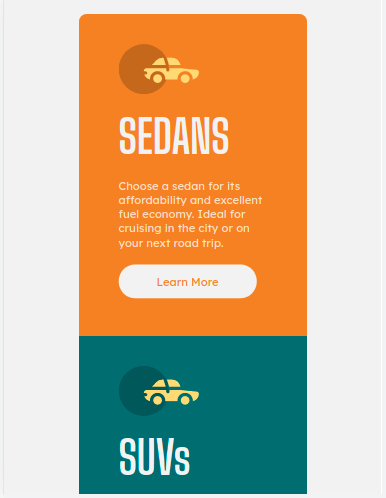 SEDANS
Choose a sedan for its
affordability and excellent
fuel economy. Ideal for
cruising in the city or on
your next road trip.
Learn More
SUVs